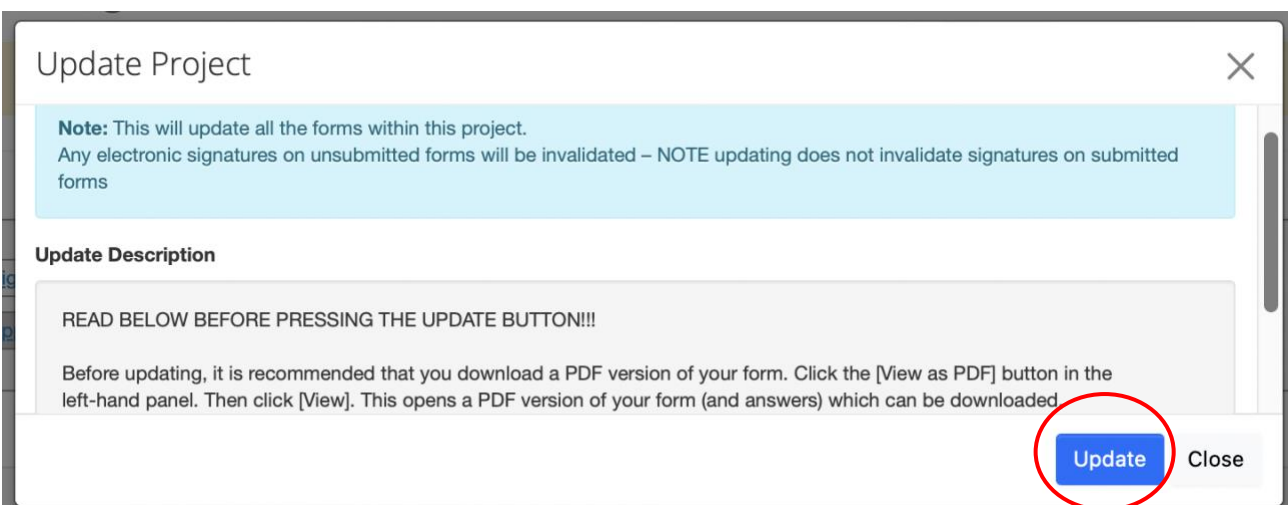 Update Project
Note: This will update all the forms within this project.
Any electronic signatures on unsubmitted forms will be invalidated – NOTE updating does not invalidate signatures on submitted
forms
Update Description
READ BELOW BEFORE PRESSING THE UPDATE BUTTON!!!
Before updating, it is recommended that you download a PDF version of your form. Click the [View as PDF] button in the
left-hand panel. Then click [View]. This opens a PDF version of your form (and answers) which can be downloaded
Update Close